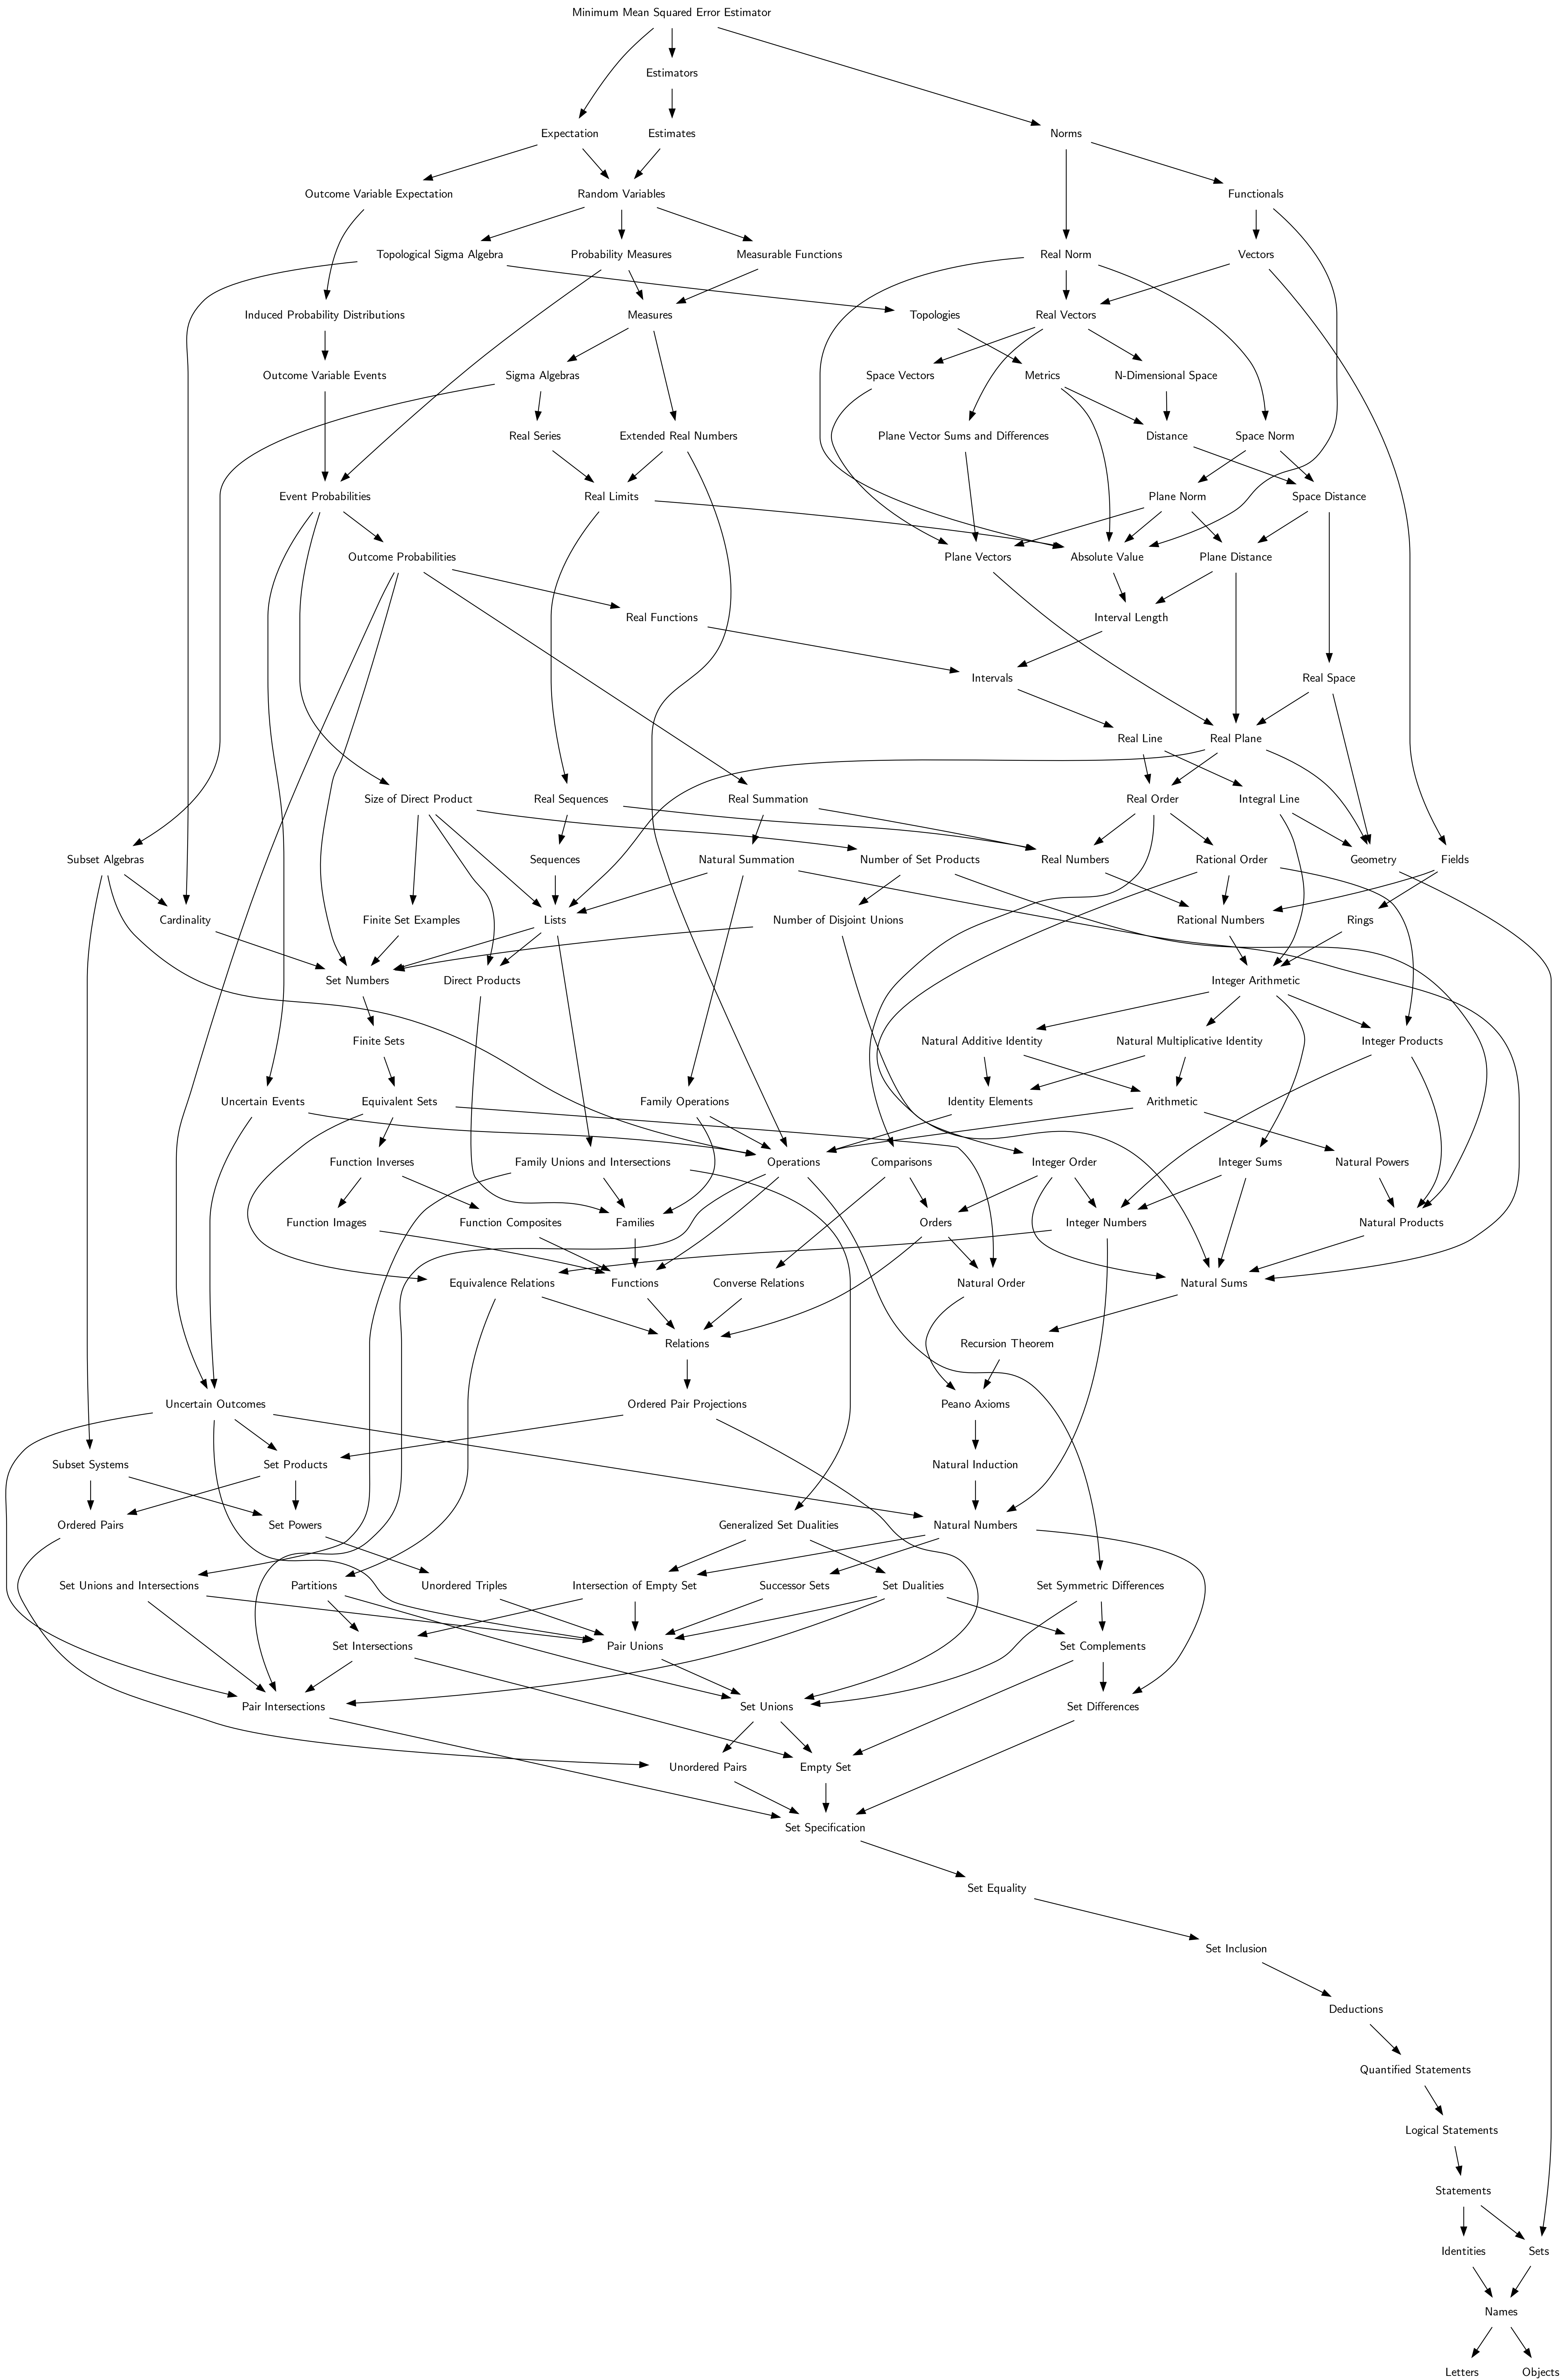 Minimum Mean Squared Error Estimator
Estimators
Expectation
Estimates
Norms
Outcome Variable Expectation
Random Variables
Functionals
Topological Sigma Algebra
Probability Measures
Measurable Functions
Real Norm
Vectors
Induced Probability Distributions
Measures
Topologies
Real Vectors
Outcome Variable Events
Sigma Algebras
Space Vectors
Metrics
N-Dimensional Space
Real Series
Extended Real Numbers
Plane Vector Sums and Differences
Distance
Space Norm
Event Probabilities
Real Limits
Plane Norm
Space Distance
Outcome Probabilities
Plane Vectors
Absolute Value
Plane Distance
Real Functions
Interval Length
Intervals
Real Space
Real Line
Real Plane
Size of Direct Product
Real Sequences
Real Summation
Real Order
Integral Line
Subset Algebras
Sequences
Natural Summation
Number of Set Products
Real Numbers
Rational Order
Geometry
Fields
Cardinality
Finite Set Examples
Lists
Number of Disjoint Unions
Rational Numbers
Rings
Set Numbers
Direct Products
Integer Arithmetic
Finite Sets
Natural Additive Identity
Natural Multiplicative Identity
Integer Products
Uncertain Events
Equivalent Sets
Family Operations
Identity Elements
Arithmetic
Function Inverses
Family Unions and Intersections
Operations
Comparisons
Integer Order
Integer Sums
Natural Powers
Function Images
Function Composites
Families
Orders
Integer Numbers
Natural Products
Equivalence Relations
Functions
Converse Relations
Natural Order
Natural Sums
Relations
Recursion Theorem
Uncertain Outcomes
Ordered Pair Projections
Peano Axioms
Subset Systems
Set Products
Natural Induction
Ordered Pairs
Set Powers
Generalized Set Dualities
Natural Numbers
Set Unions and Intersections
Partitions
Unordered Triples
Intersection of Empty Set
Successor Sets
Set Dualities
Set Symmetric Differences
Set Intersections
Pair Unions
Set Complements
Pair Intersections
Set Unions
Set Differences
Unordered Pairs
Empty Set
Set Specification
Set Equality
Set Inclusion
Deductions
Quantified Statements
Logical Statements
Statements
Identities
Sets
Names
Letters
Objects